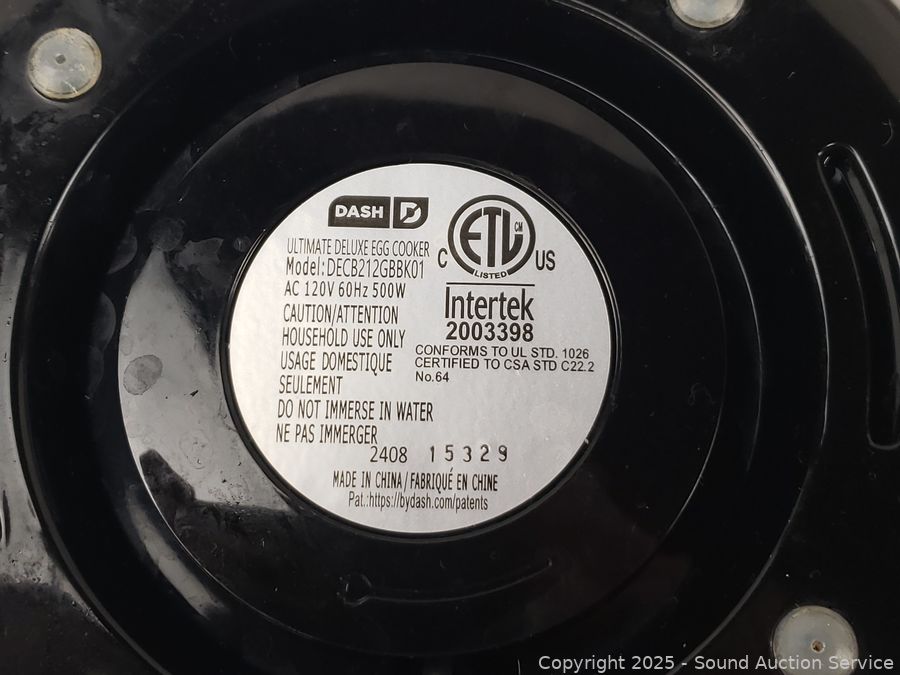 DASH D
ULTIMATE DELUXE EGG COOKER
Model:DECB212GBBK01
AC 120V 60Hz 500W
CAUTION/ATTENTION
HOUSEHOLD USE ONLY
USAGE DOMESTIQUE
SEULEMENT
DO NOT IMMERSE IN WATER
NE PAS IMMERGER
2408 15329
MADE IN CHINA/FABRIQUÉ EN CHINE
Pat.:https://bydash.com/patents
ETL CM
LISTED
C US
Intertek
2003398
CONFORMS TO UL STD. 1026
CERTIFIED TO CSA STD C22.2
No.64
Copyright © 2025 - Sound Auction Service